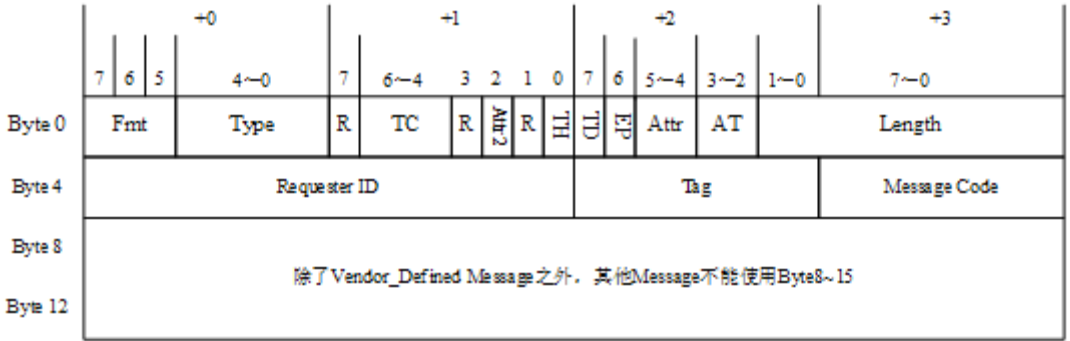 +0 +1 +2 +3
7 6 5 4~0 7 6~4 3 2 1 0 7 6 5~4 3~2 1~0 7~0
Byte 0 Fmt Type R TC R Attr2 R TH TD EP Attr AT Length
Byte 4 Requester ID Tag Message Code
Byte 8
除了Vendor_Defined Message之外，其他Message不能使用Byte8~15
Byte 12